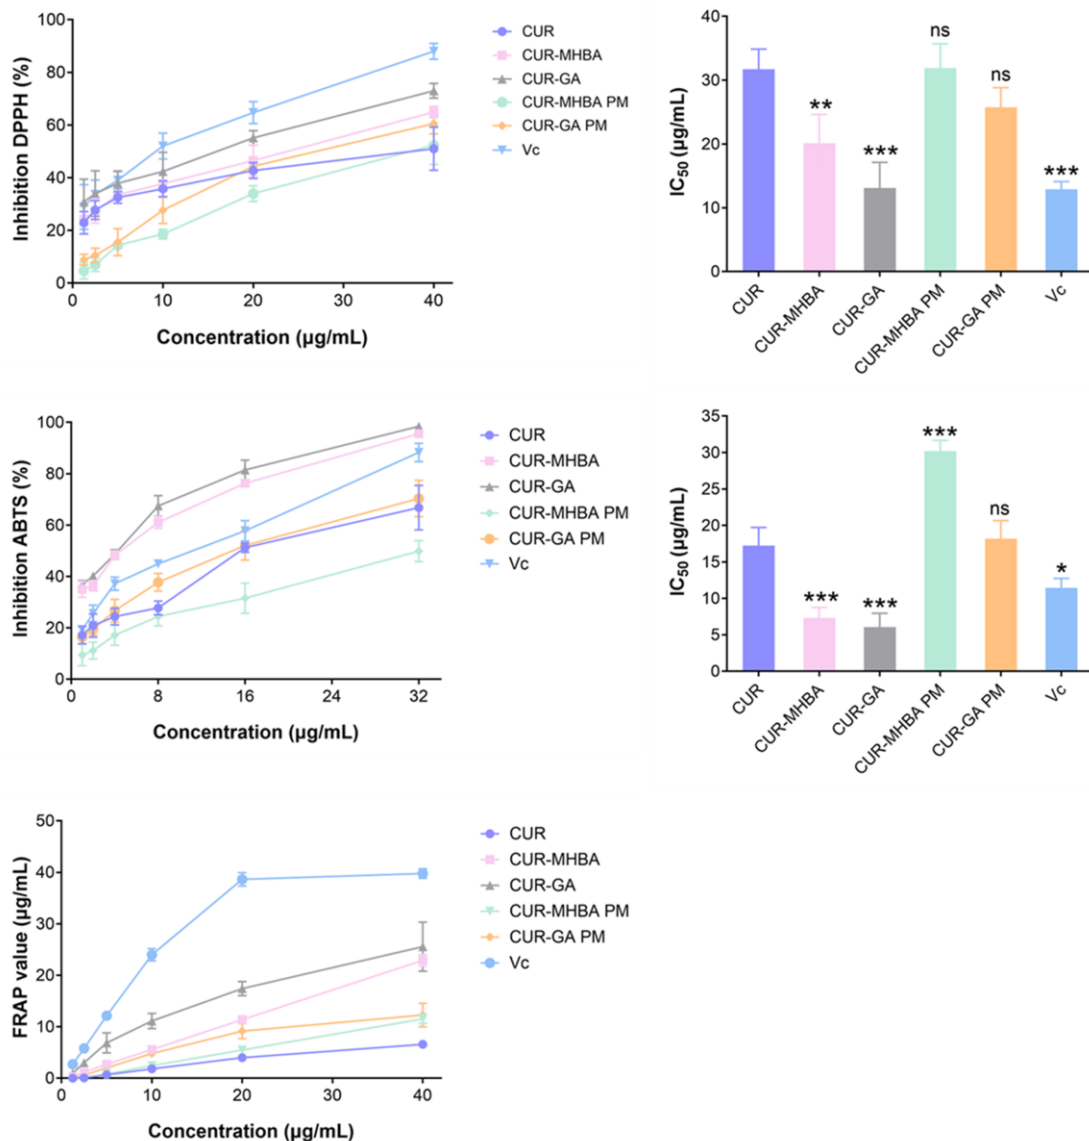 100
80
60
40
20
0
Inhibition DPPH (%)
0 10 20 30 40
Concentration (µg/mL)
CUR
CUR-MHBA
CUR-GA
CUR-MHBA PM
CUR-GA PM
Vc
40
30
20
10
0
IC50 (µg/mL)
**
***
ns
ns
***
CUR
CUR-MHBA
CUR-GA
CUR-MHBA PM
CUR-GA PM
Vc
100
80
60
40
20
0
Inhibition ABTS (%)
0 8 16 24 32
Concentration (µg/mL)
CUR
CUR-MHBA
CUR-GA
CUR-MHBA PM
CUR-GA PM
Vc
35
30
25
20
15
10
5
0
IC50 (µg/mL)
***
***
***
ns
*
CUR
CUR-MHBA
CUR-GA
CUR-MHBA PM
CUR-GA PM
Vc
50
40
30
20
10
0
FRAP value (µg/mL)
0 10 20 30 40
Concentration (µg/mL)
CUR
CUR-MHBA
CUR-GA
CUR-MHBA PM
CUR-GA PM
Vc